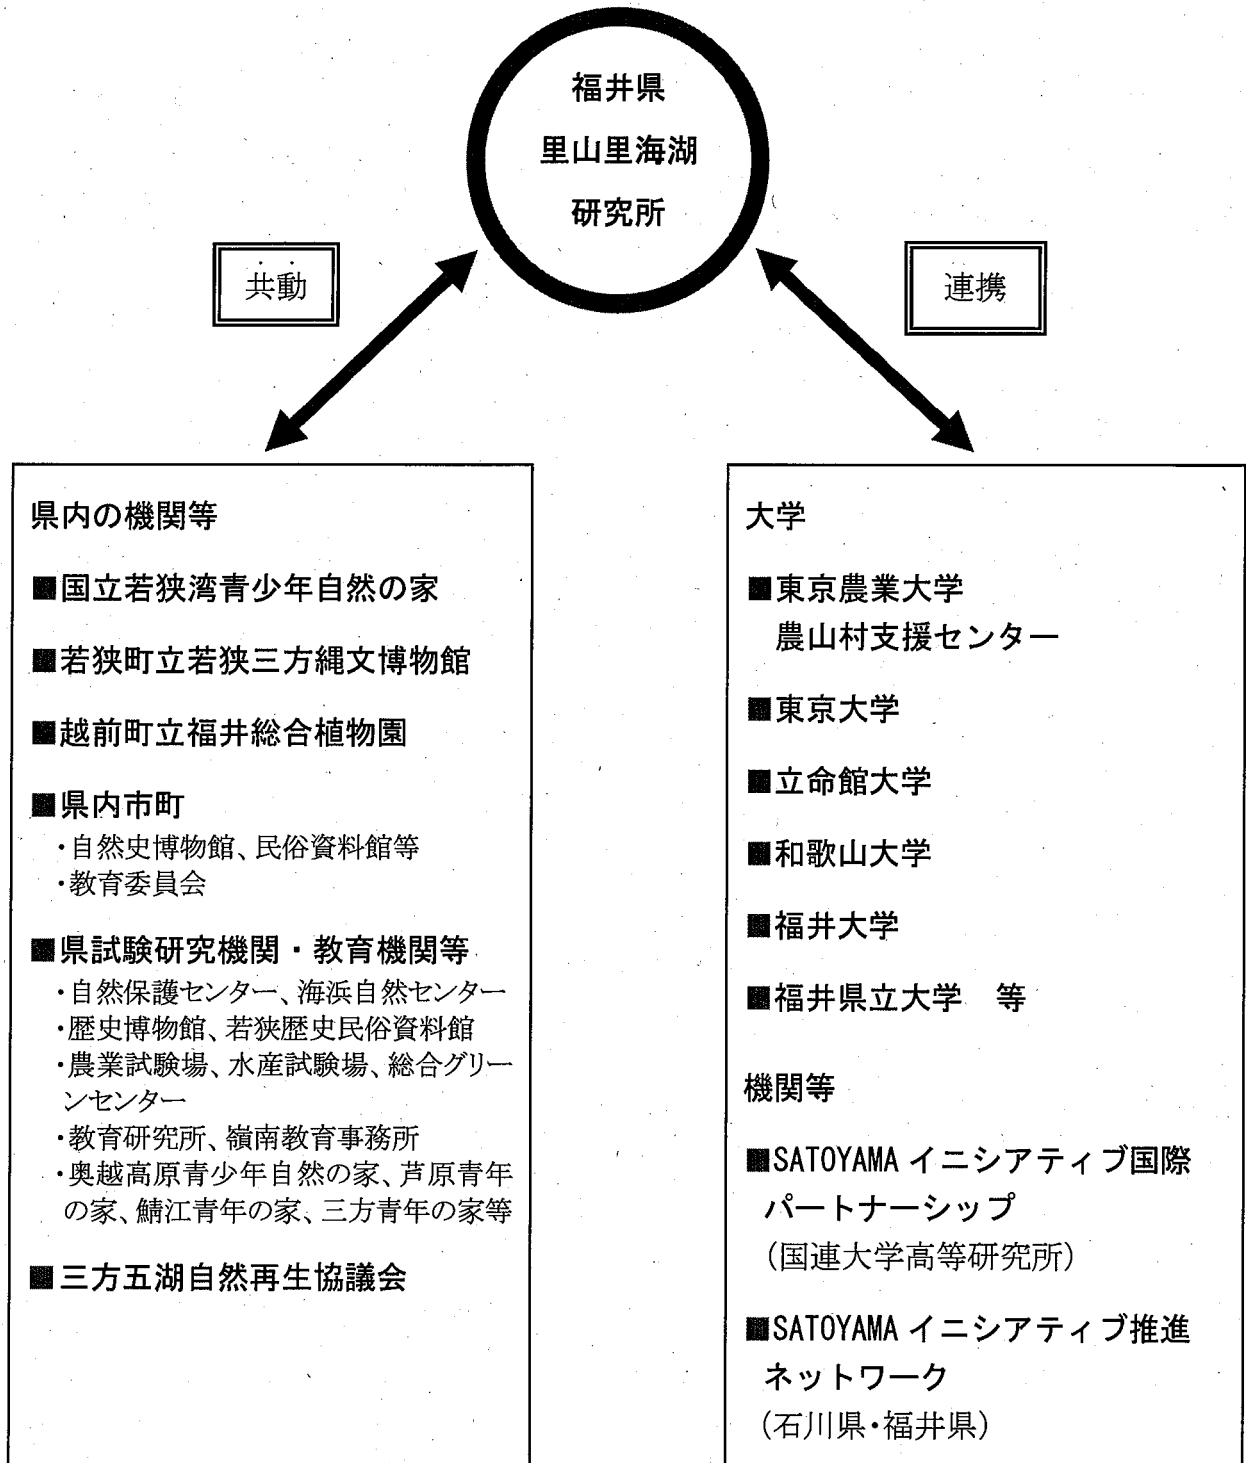 福井県
里山里海湖
研究所
共動
連携
県内の機関等
■国立若狭湾青少年自然の家
■若狭町立若狭三方縄文博物館
■越前町立福井総合植物園
■県内市町
・自然史博物館、民俗資料館等
・教育委員会
■県試験研究機関・教育機関等
・自然保護センター、海浜自然センター
・歴史博物館、若狭歴史民俗資料館
・農業試験場、水産試験場、総合グリー
ンセンター
・教育研究所、嶺南教育事務所
・奥越高原青少年自然の家、芦原青年
の家、鯖江青年の家、三方青年の家等
■三方五湖自然再生協議会
大学
■東京農業大学
農山村支援センター
■東京大学
■立命館大学
■和歌山大学
■福井大学
■福井県立大学　等
機関等
■SATOYAMA イニシアティブ国際
パートナーシップ
（国連大学高等研究所）
■SATOYAMA イニシアティブ推進
ネットワーク
（石川県・福井県）